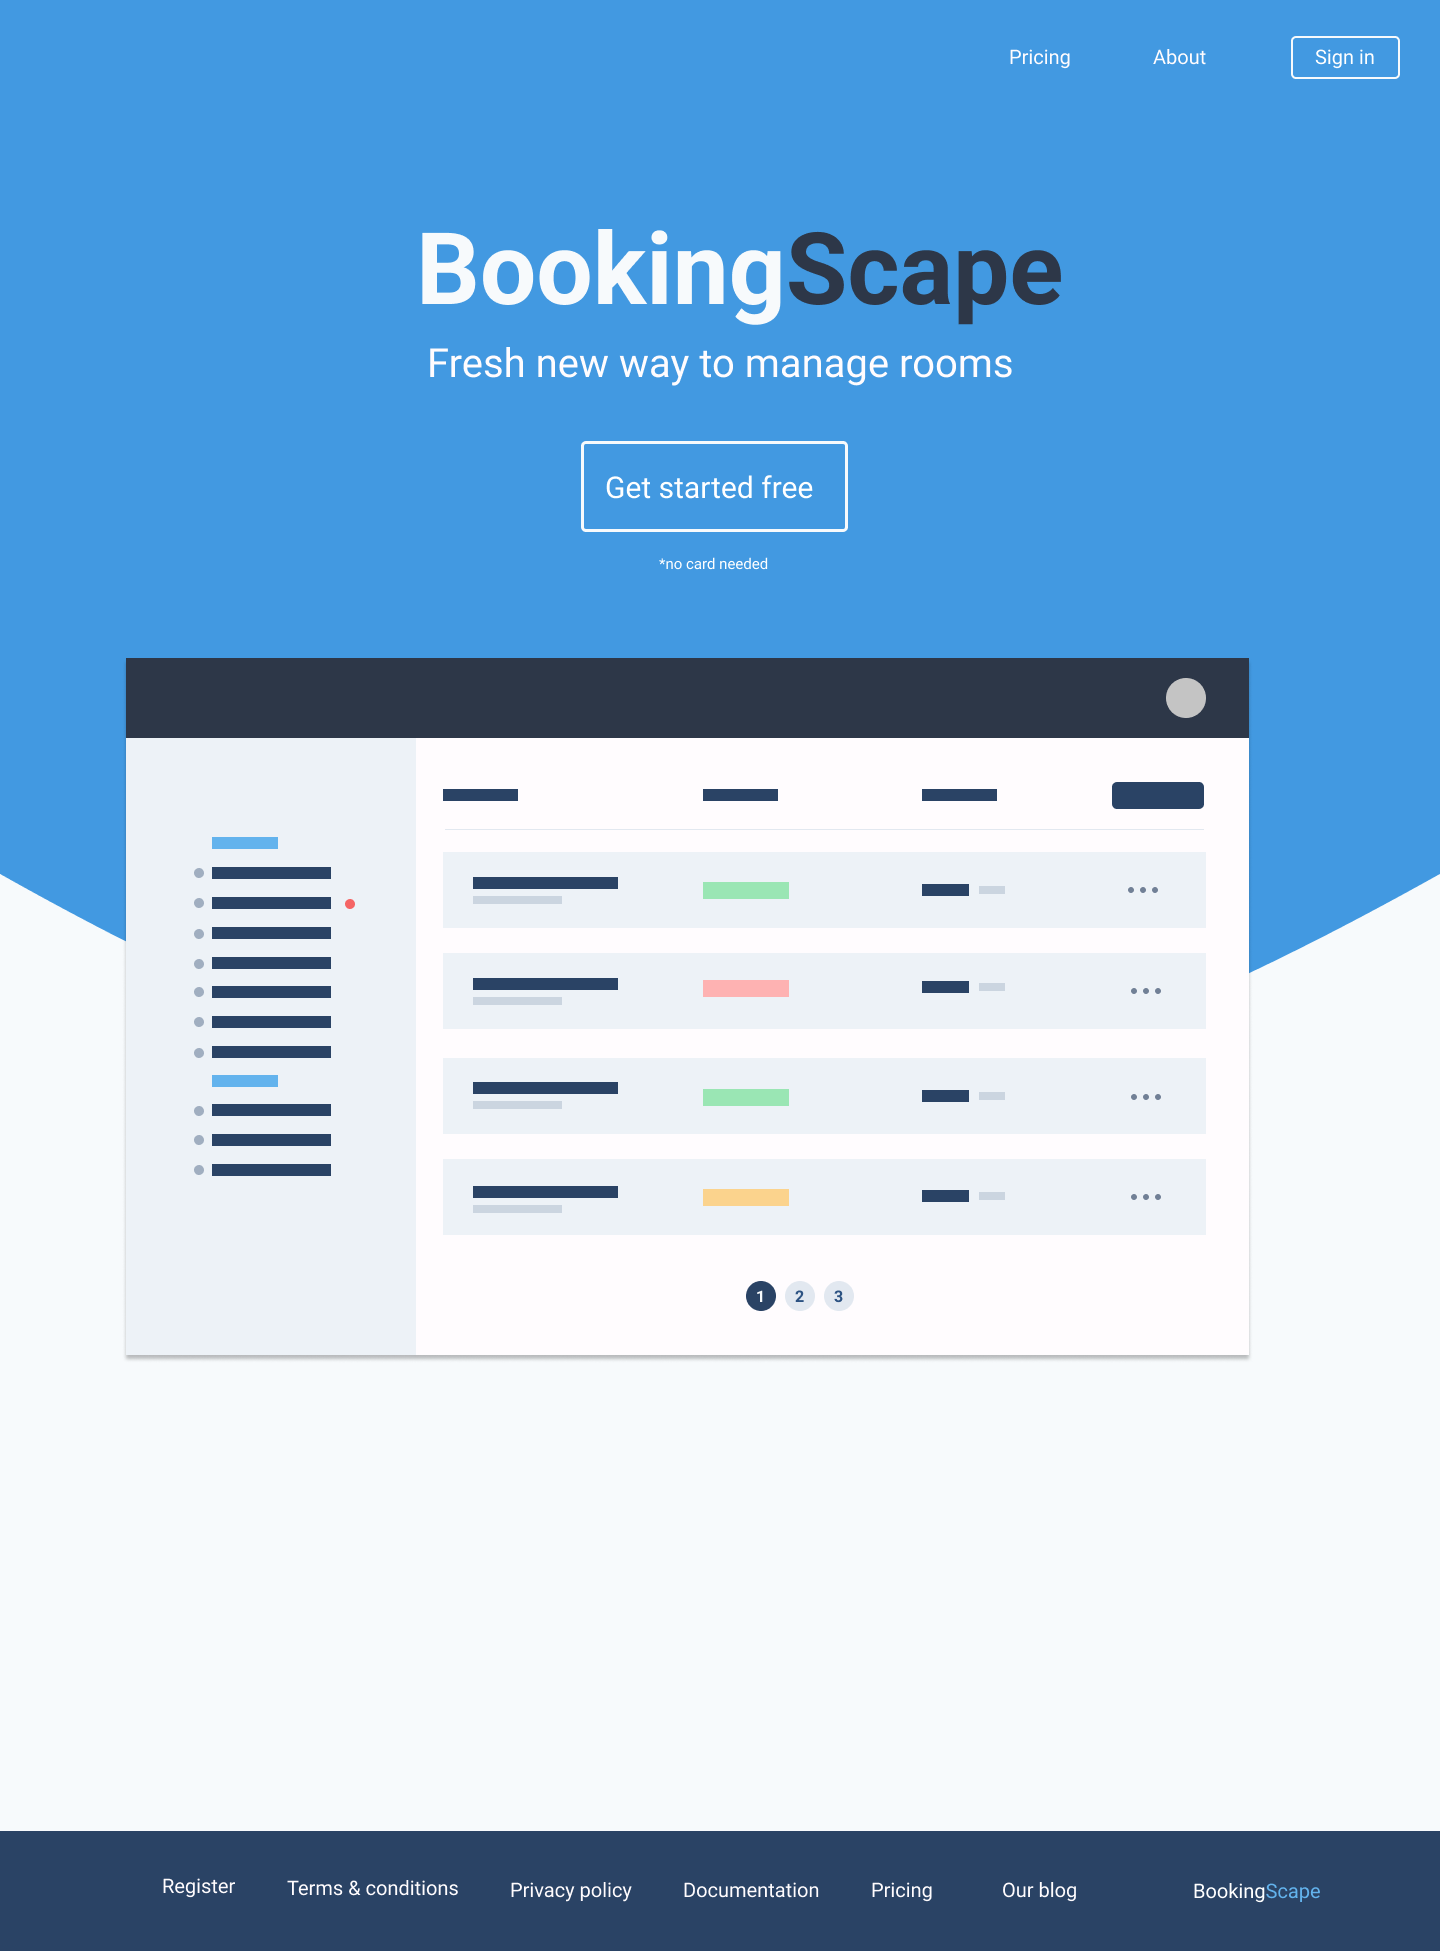 Pricing About Sign in
BookingScape
Fresh new way to manage rooms
Get started free
*no card needed
1 2 3
Register Terms & conditions Privacy policy Documentation Pricing Our blog BookingScape